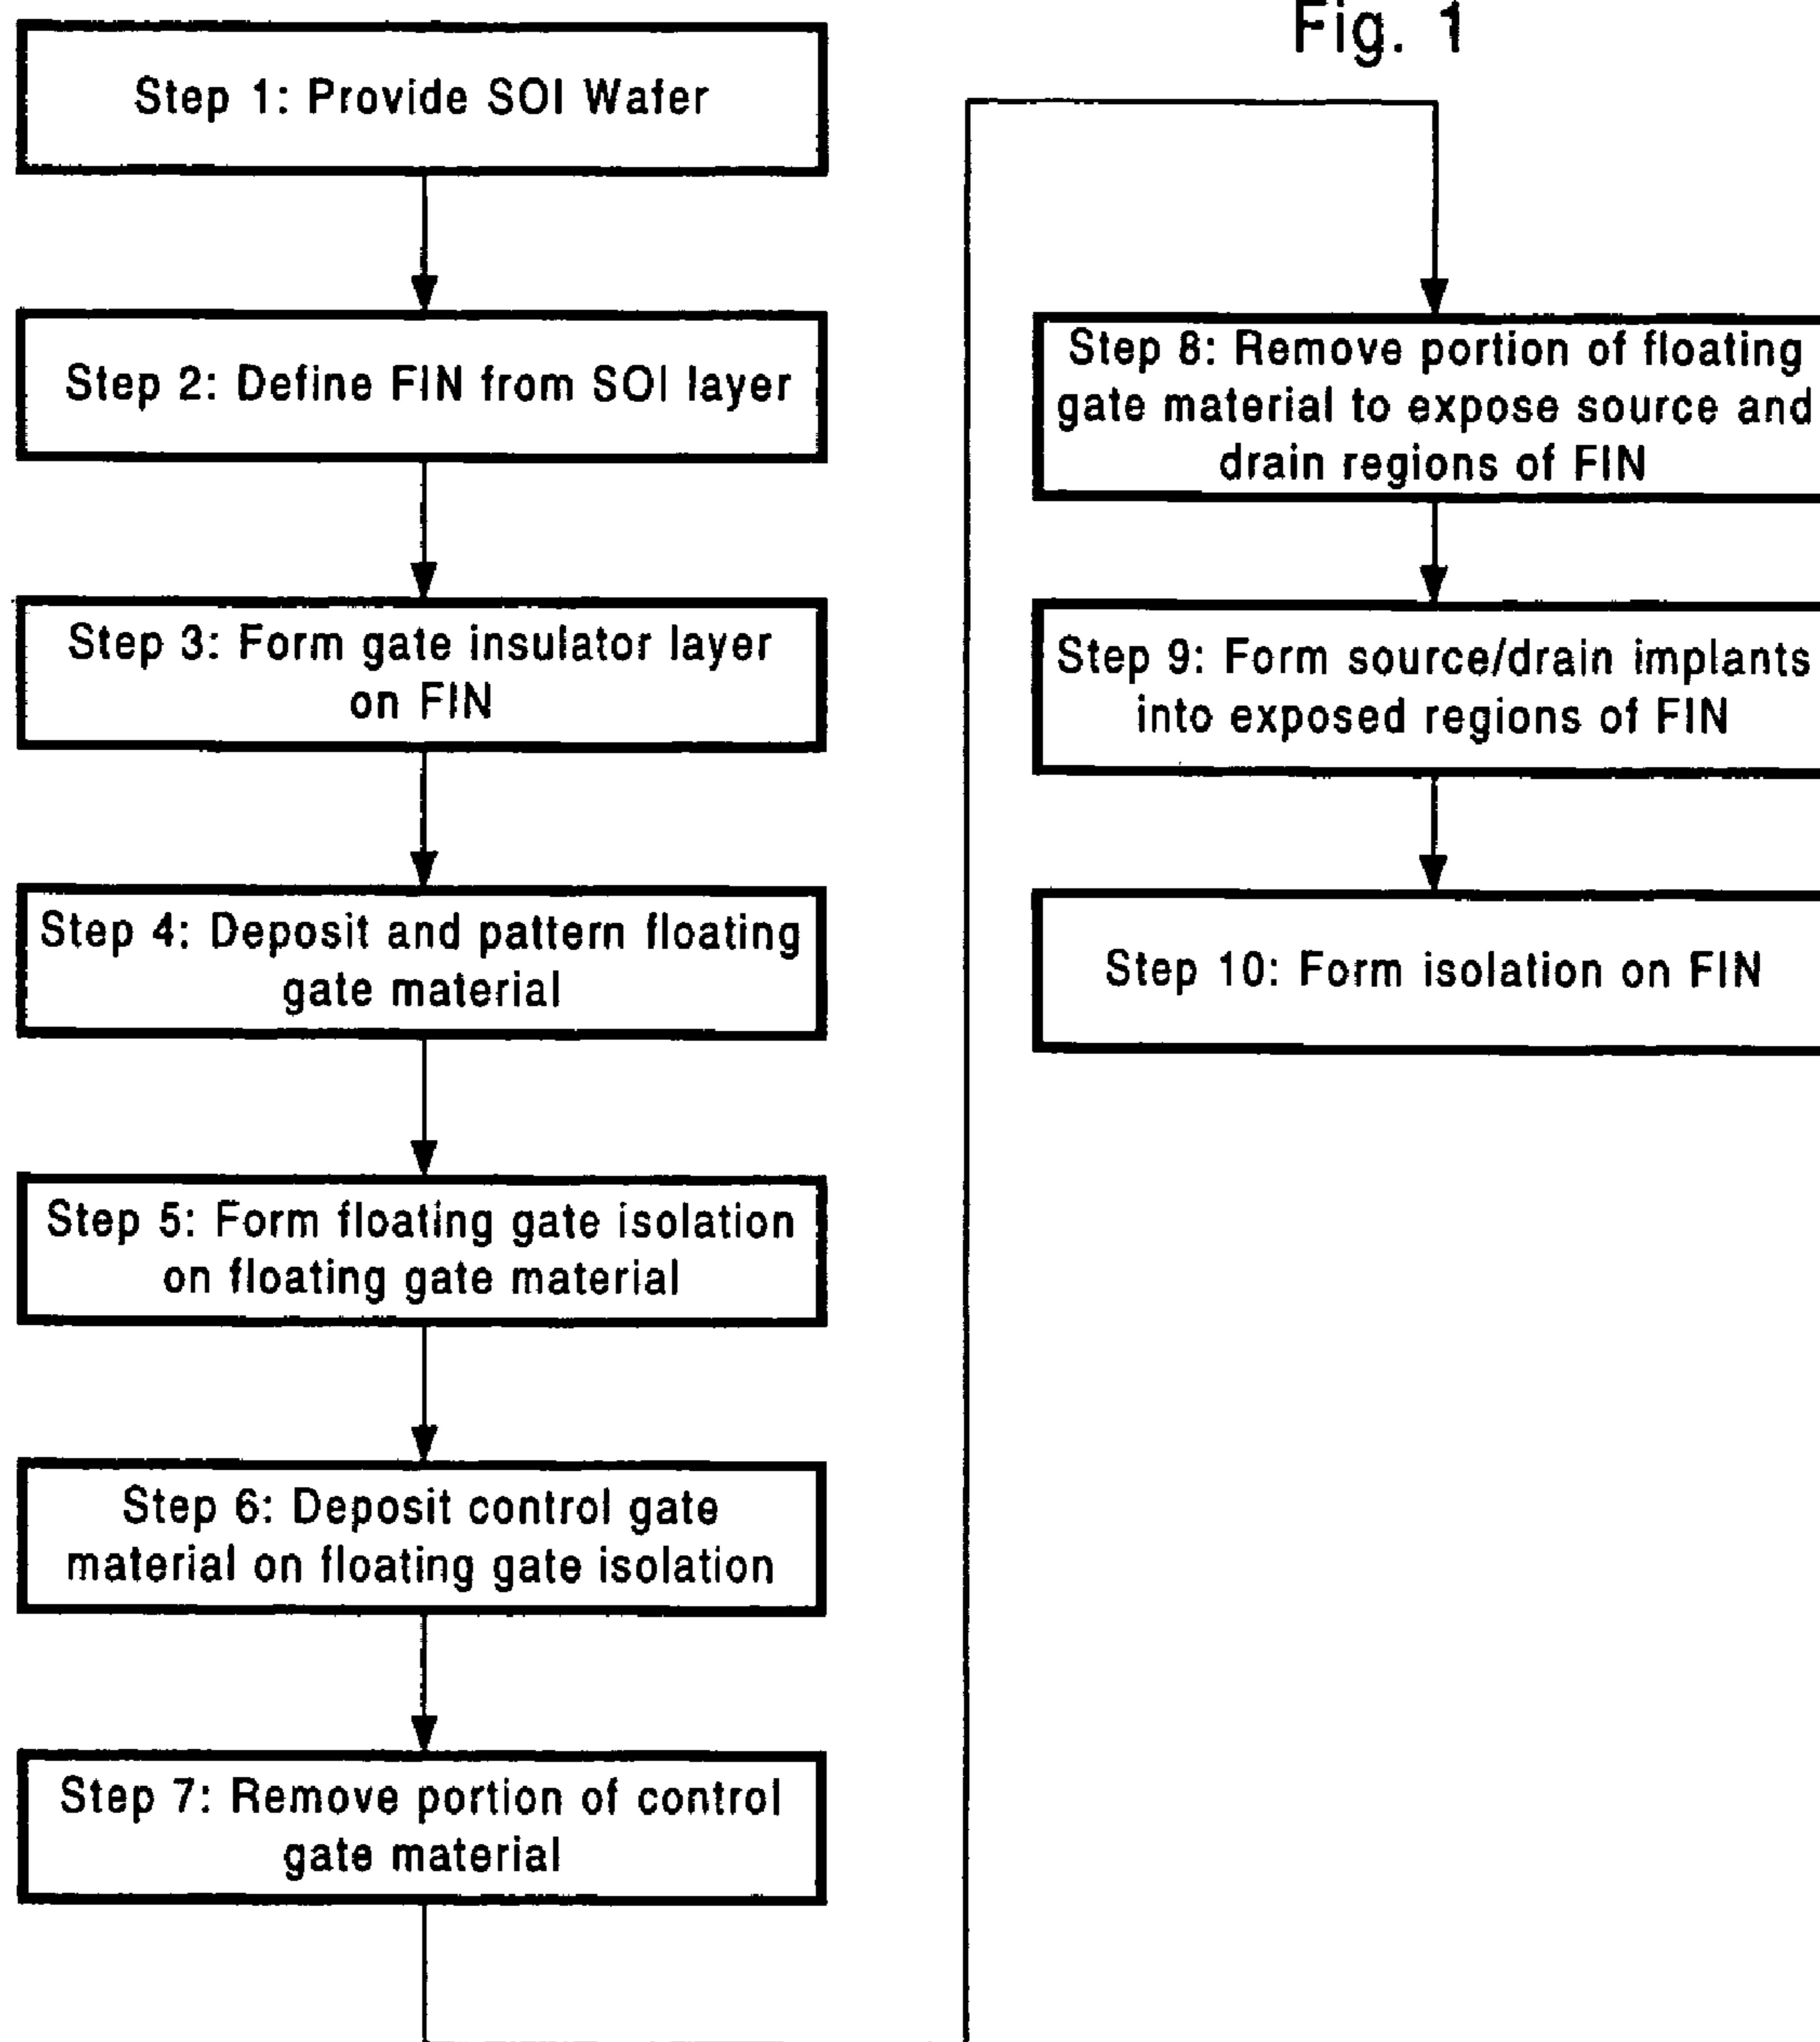 Fig. 1
Step 1: Provide SOI Wafer
Step 2: Define FIN from SOI layer
Step 3: Form gate insulator layer
on FIN
Step 4: Deposit and pattern floating
gate material
Step 5: Form floating gate isolation
on floating gate material
Step 6: Deposit control gate
material on floating gate isolation
Step 7: Remove portion of control
gate material
Step 8: Remove portion of floating
gate material to expose source and
drain regions of FIN
Step 9: Form source/drain implants
into exposed regions of FIN
Step 10: Form isolation on FIN